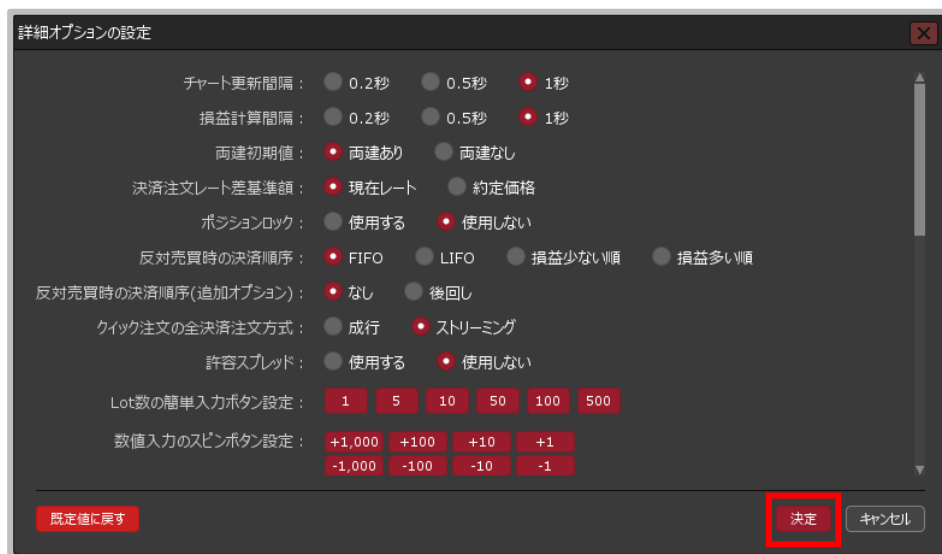 詳細オプションの設定
チャート更新間隔： 0.2秒 0.5秒 1秒
損益計算間隔： 0.2秒 0.5秒 1秒
両建初期値： 両建あり 両建なし
決済注文レート差基準額： 現在レート 約定価格
ポジションロック： 使用する 使用しない
反対売買時の決済順序： FIFO LIFO 損益少ない順 損益多い順
反対売買時の決済順序(追加オプション)： なし 後回し
クイック注文の全決済注文方式： 成行 ストリーミング
許容スプレッド： 使用する 使用しない
Lot数の簡単入力ボタン設定： 1 5 10 50 100 500
数値入力のスピンボタン設定： +1,000 +100 +10 +1
-1,000 -100 -10 -1
既定値に戻す 決定 キャンセル